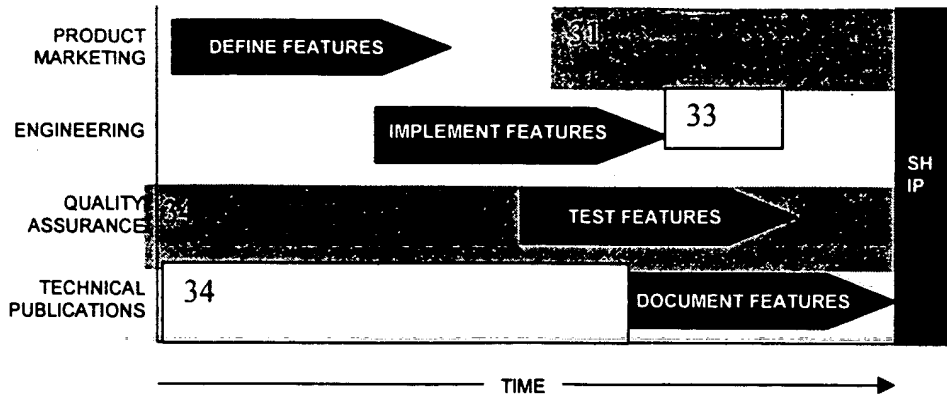 PRODUCT
MARKETING
DEFINE FEATURES
31
ENGINEERING
IMPLEMENT FEATURES
33
SH
IP
QUALITY
ASSURANCE
TEST FEATURES
TECHNICAL
PUBLICATIONS
34
DOCUMENT FEATURES
TIME